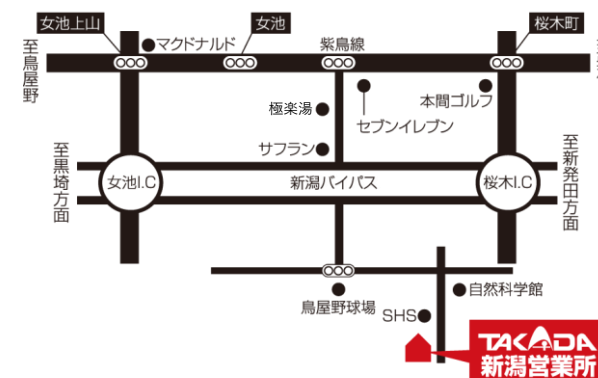 女池上山
女池
桜木町
マクドナルド
紫鳥線
至鳥屋野
本間ゴルフ
セブンイレブン
極楽湯
サフラン
至黒埼方面
女池I.C
新潟バイパス
桜木I.C
至新発田方面
鳥屋野球場
自然科学館
SHS
TAKADA
新潟営業所